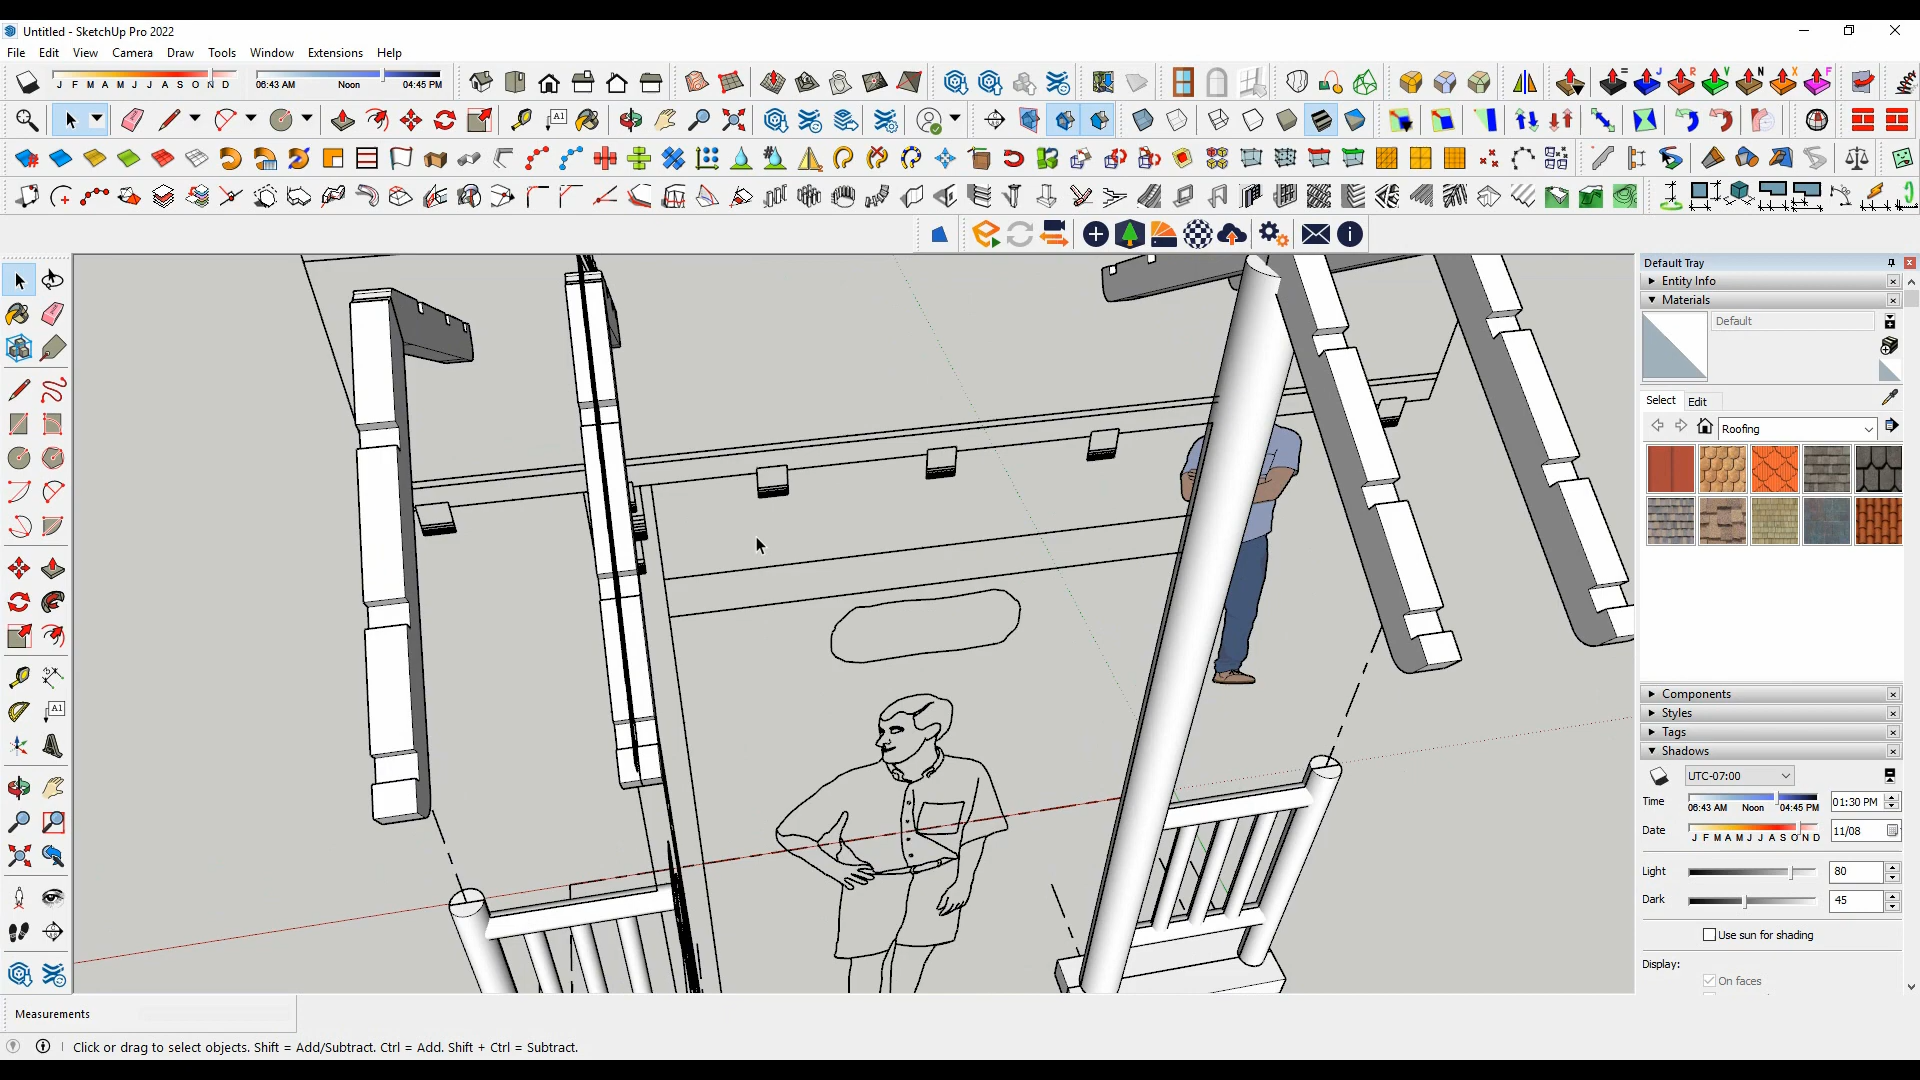 Untitled - SketchUp Pro 2022
File Edit View Camera Draw Tools Window Extensions Help
J F M A M J J A S O N D
06:43 AM Noon 04:45 PM
A1
Default Tray
Entity Info
Materials
Default
Select Edit
Roofing
A1
Components
Styles
Tags
Shadows
UTC-07:00
Time
06:43 AM Noon 04:45 PM
01:30 PM
Date
J F M A M J J A S O N D
11/08
Light
80
Dark
45
Use sun for shading
Display:
On faces
Measurements
Click or drag to select objects. Shift = Add/Subtract. Ctrl = Add. Shift + Ctrl = Subtract.